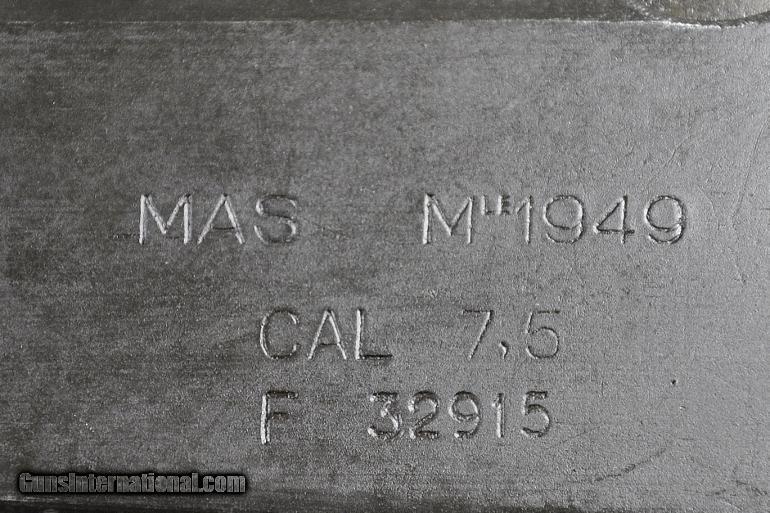 MAS Mˡᴱ1949
CAL 7,5
F 32915
GunsInternational.com